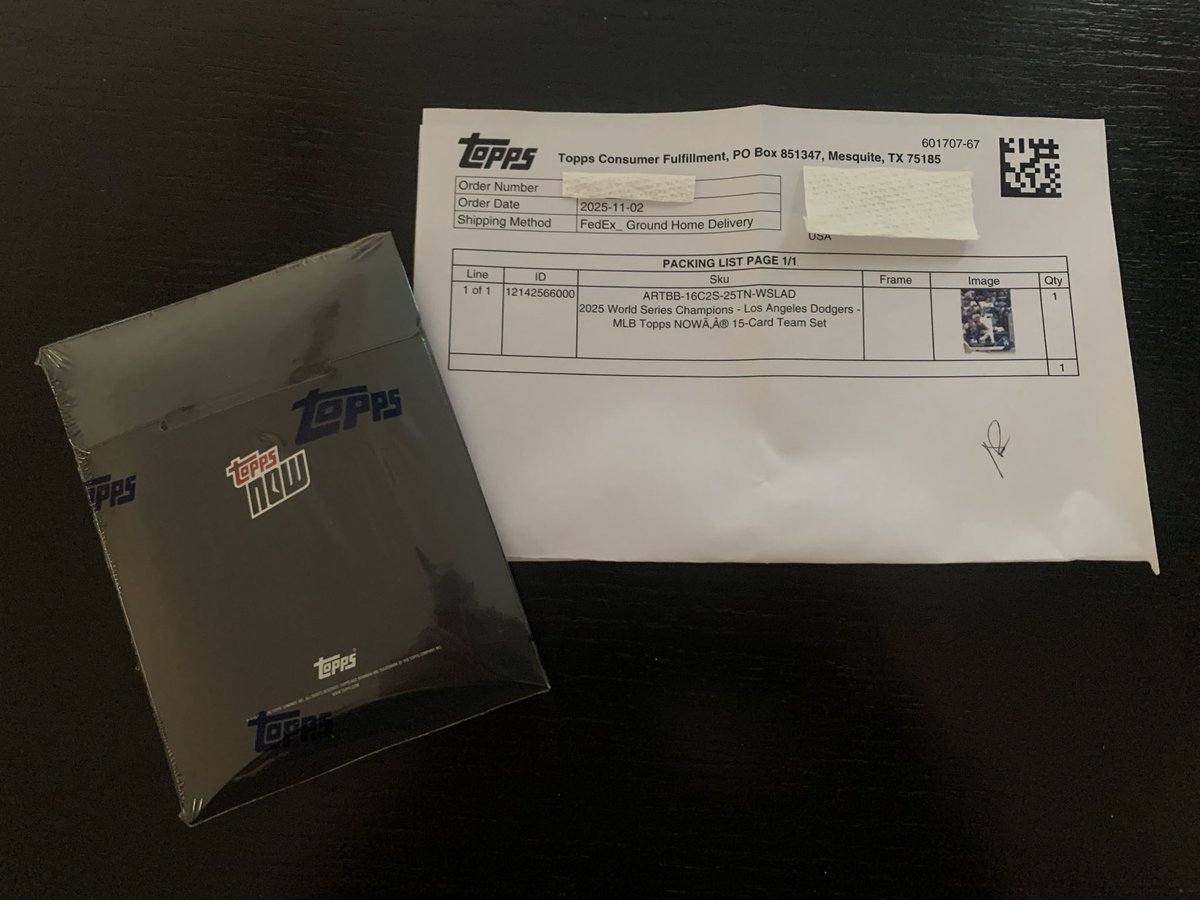 topps
Topps Consumer Fulfillment, PO Box 851347, Mesquite, TX 75185
601707-67
Order Number
Order Date 2025-11-02
Shipping Method FedEx_ Ground Home Delivery
USA
PACKING LIST PAGE 1/1
Line ID Sku Frame Image Qty
1 of 1 12142566000 ARTBB-16C2S-25TN-WSLAD 1
2025 World Series Champions - Los Angeles Dodgers -
MLB Topps NOWÃ‚Â® 15-Card Team Set
1
topps
topps
topps
now
topps
topps